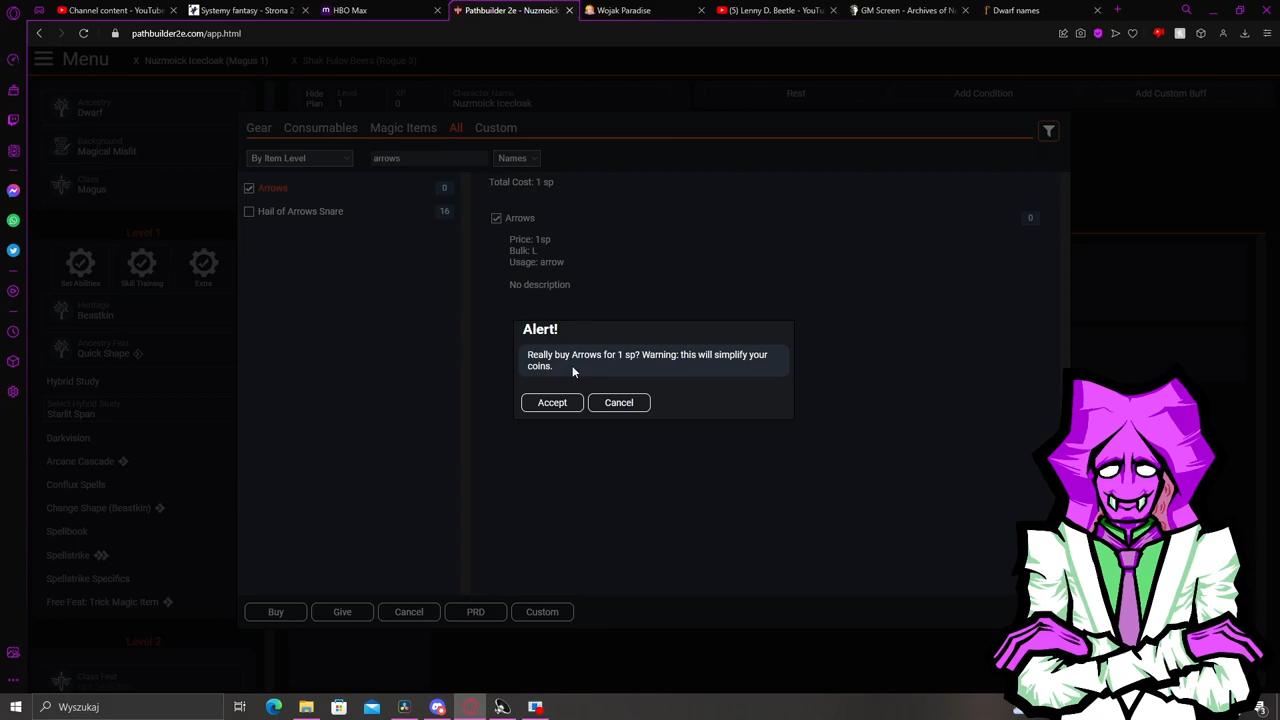 Channel content - YouTube
Systemy fantasy - Strona 2
HBO Max
Pathbuilder 2e - Nuzmoick
Wojak Paradise
(5) Lenny D. Beetle - YouTu
GM Screen - Archives of N
Dwarf names
pathbuilder2e.com/app.html
Menu
X Nuzmoick Icecloak (Magus 1)
X Shak Fulov Beers (Rogue 3)
Ancestry
Dwarf
Hide
Plan
Level
1
XP
0
Character Name
Nuzmoick Icecloak
Rest
Add Condition
Add Custom Buff
Background
Magical Misfit
Class
Magus
Level 1
Set Abilities
Skill Training
Extra
Heritage
Beastkin
Ancestry Feat
Quick Shape
Hybrid Study
Select Hybrid Study
Starlit Span
Darkvision
Arcane Cascade
Conflux Spells
Change Shape (Beastkin)
Spellbook
Spellstrike
Spellstrike Specifics
Free Feat: Trick Magic Item
Level 2
Class Feat
Gear
Consumables
Magic Items
All
Custom
By Item Level
arrows
Names
Arrows
0
Hail of Arrows Snare
16
Total Cost: 1 sp
Arrows
0
Price: 1sp
Bulk: L
Usage: arrow
No description
Alert!
Really buy Arrows for 1 sp? Warning: this will simplify your
coins.
Accept
Cancel
Buy
Give
Cancel
PRD
Custom
Wyszukaj